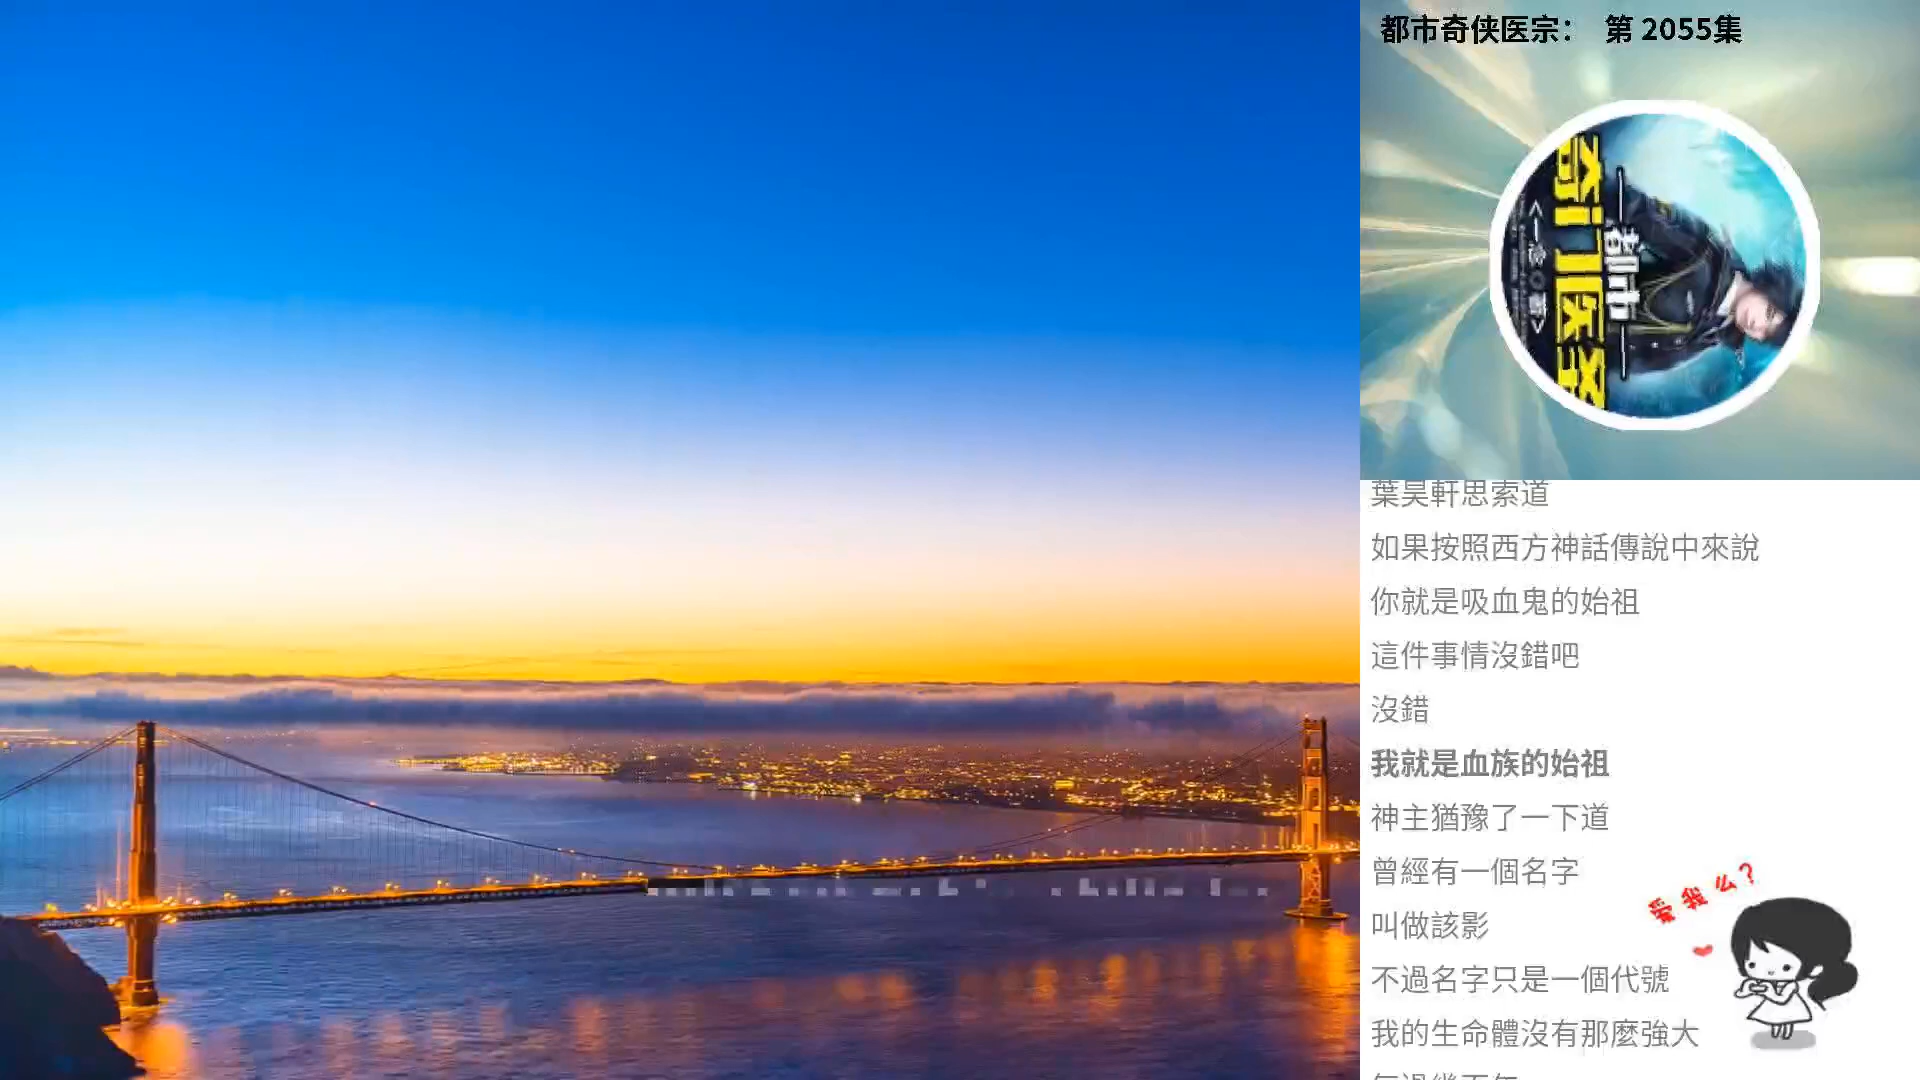 都市奇侠医宗： 第 2055集
奇门医圣
都市
葉昊軒思索道
如果按照西方神話傳說中來說
你就是吸血鬼的始祖
這件事情沒錯吧
沒錯
我就是血族的始祖
神主猶豫了一下道
曾經有一個名字
叫做該影
不過名字只是一個代號
我的生命體沒有那麼強大
爱我么?